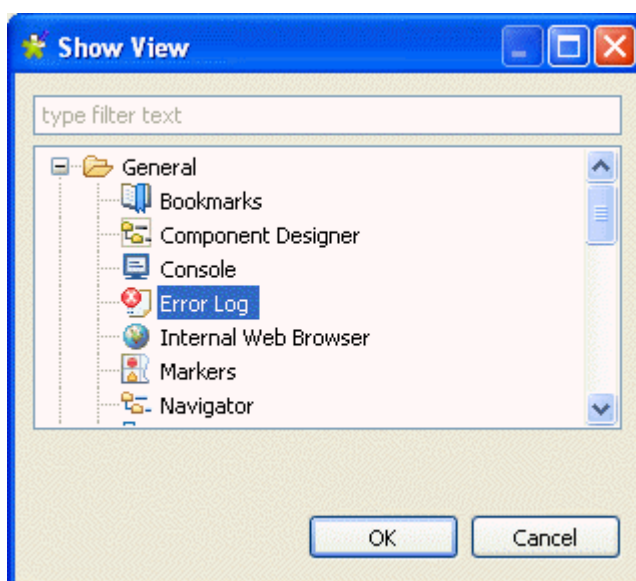 Show View
type filter text
General
Bookmarks
Component Designer
Console
Error Log
Internal Web Browser
Markers
Navigator
OK Cancel